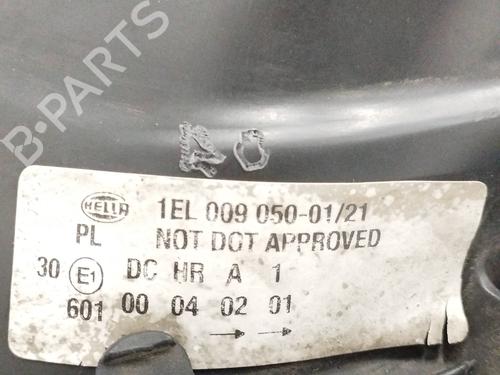 B-PARTS
RO
HELLA 1EL 009 050-01/21
PL NOT DOT APPROVED
30 E1 DC HR A 1
601 00 04 02 01
→ →